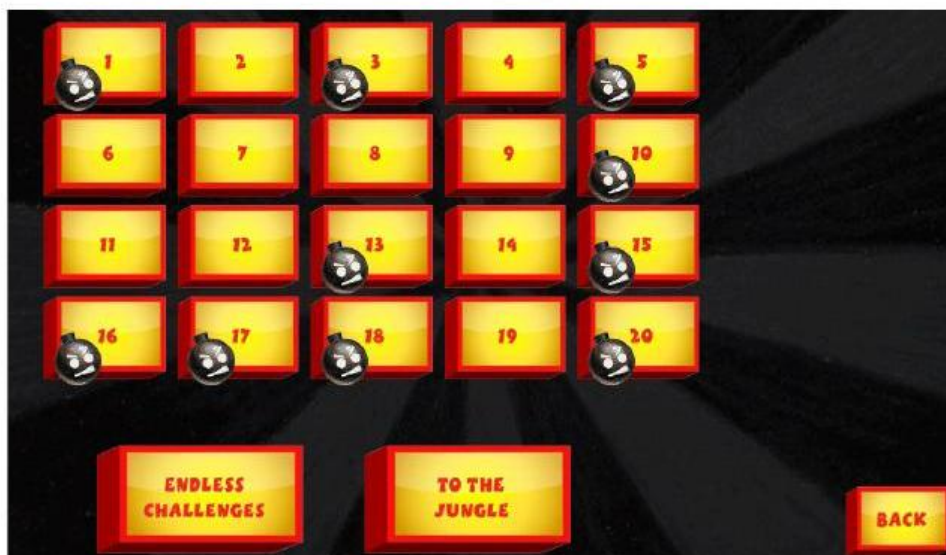 1 2 3 4 5
6 7 8 9 10
11 12 13 14 15
16 17 18 19 20
ENDLESS
CHALLENGES
TO THE
JUNGLE
BACK